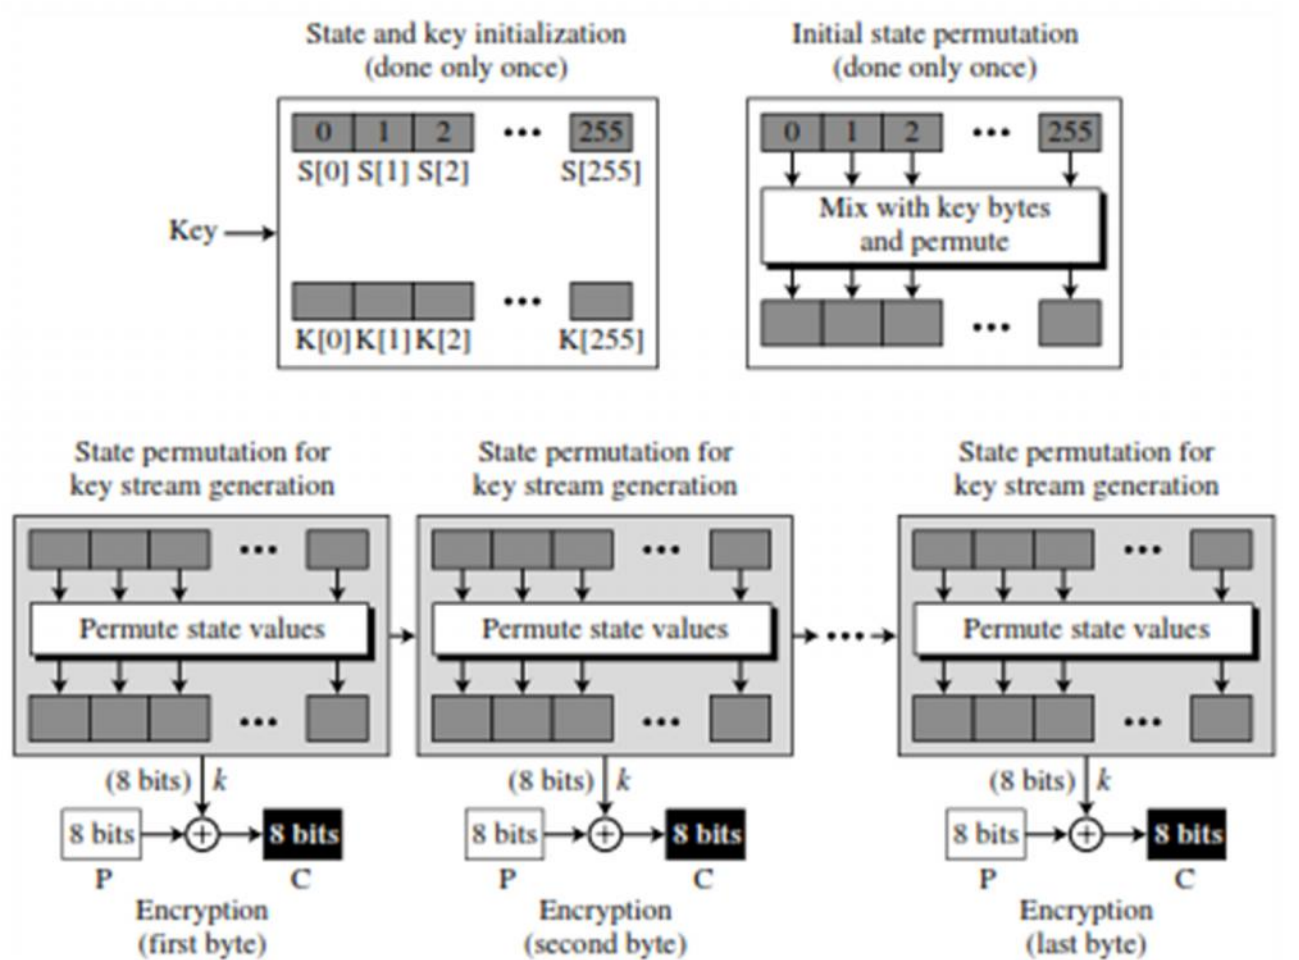 State and key initialization
(done only once)
0 1 2 ••• 255
S[0] S[1] S[2] S[255]
Key
•••
K[0] K[1] K[2] K[255]
Initial state permutation
(done only once)
0 1 2 ••• 255
Mix with key bytes
and permute
•••
State permutation for
key stream generation
•••
Permute state values
•••
(8 bits) k
8 bits + 8 bits
P C
Encryption
(first byte)
State permutation for
key stream generation
•••
Permute state values
•••
(8 bits) k
8 bits + 8 bits
P C
Encryption
(second byte)
••••
State permutation for
key stream generation
•••
Permute state values
•••
(8 bits) k
8 bits + 8 bits
P C
Encryption
(last byte)